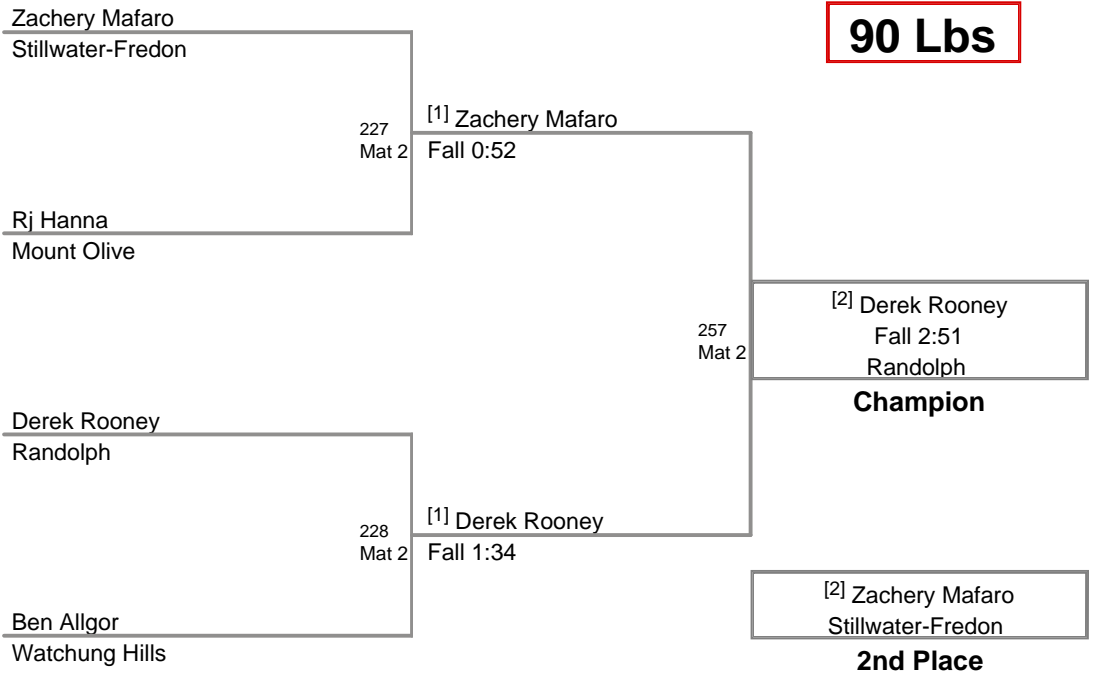 Zachery Mafaro
Stillwater-Fredon
90 Lbs
227
Mat 2
[1] Zachery Mafaro
Fall 0:52
Rj Hanna
Mount Olive
257
Mat 2
[2] Derek Rooney
Fall 2:51
Randolph
Champion
Derek Rooney
Randolph
228
Mat 2
[1] Derek Rooney
Fall 1:34
Ben Allgor
Watchung Hills
[2] Zachery Mafaro
Stillwater-Fredon
2nd Place